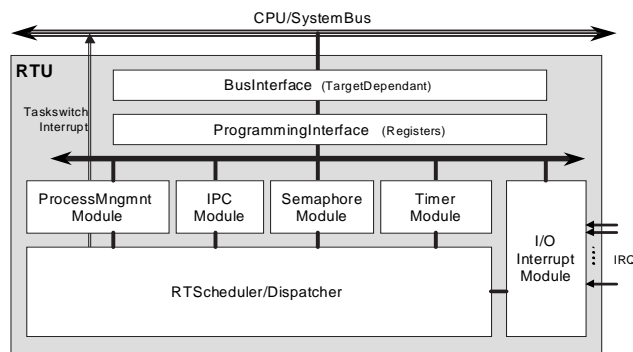 CPU/SystemBus
RTU
BusInterface (TargetDependant)
Taskswitch
Interrupt
ProgrammingInterface (Registers)
ProcessMngmnt
Module
IPC
Module
Semaphore
Module
Timer
Module
I/O
Interrupt
Module
IRQ
RTScheduler/Dispatcher